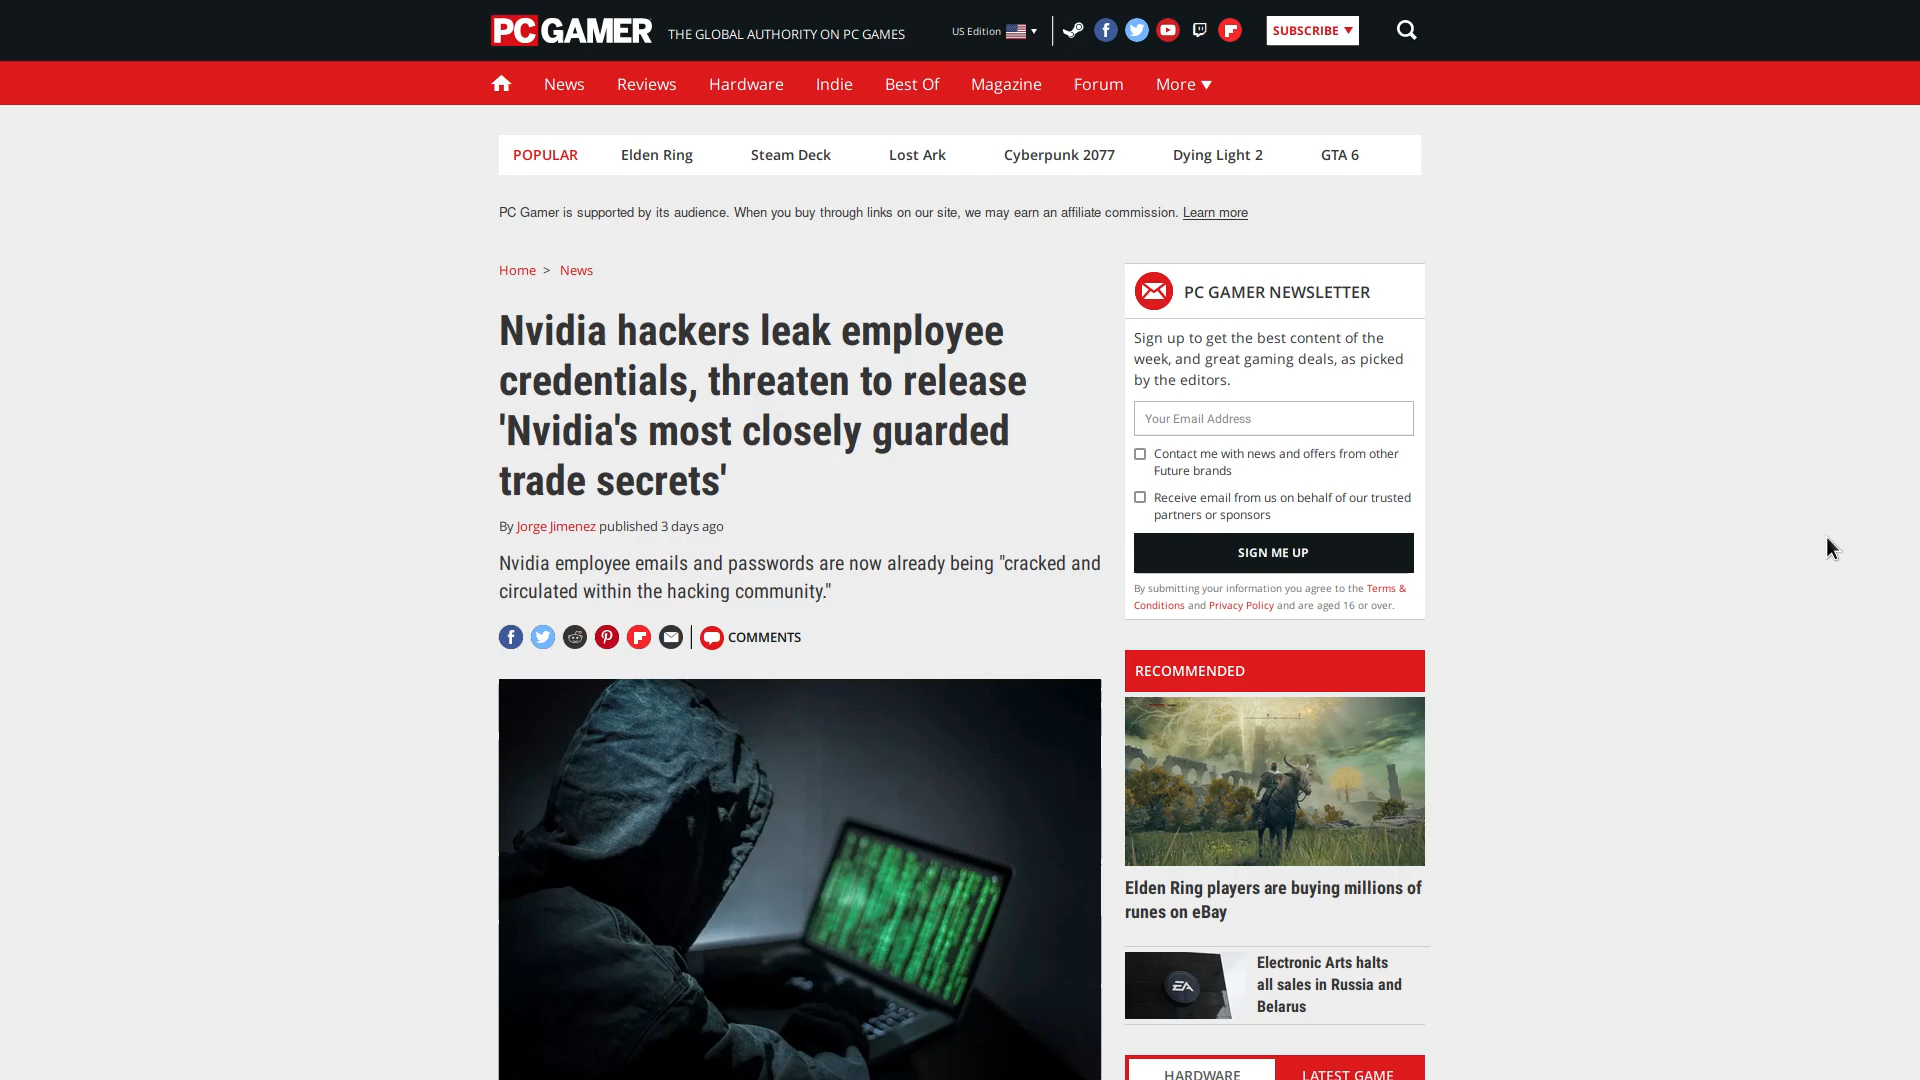 PC GAMER
THE GLOBAL AUTHORITY ON PC GAMES
US Edition
SUBSCRIBE
News
Reviews
Hardware
Indie
Best Of
Magazine
Forum
More
POPULAR
Elden Ring
Steam Deck
Lost Ark
Cyberpunk 2077
Dying Light 2
GTA 6
PC Gamer is supported by its audience. When you buy through links on our site, we may earn an affiliate commission. Learn more
Home > News
Nvidia hackers leak employee
credentials, threaten to release
'Nvidia's most closely guarded
trade secrets'
By Jorge Jimenez published 3 days ago
Nvidia employee emails and passwords are now already being "cracked and
circulated within the hacking community."
COMMENTS
PC GAMER NEWSLETTER
Sign up to get the best content of the
week, and great gaming deals, as picked
by the editors.
Your Email Address
Contact me with news and offers from other
Future brands
Receive email from us on behalf of our trusted
partners or sponsors
SIGN ME UP
By submitting your information you agree to the Terms &
Conditions and Privacy Policy and are aged 16 or over.
RECOMMENDED
Elden Ring players are buying millions of
runes on eBay
EA
Electronic Arts halts
all sales in Russia and
Belarus
HARDWARE
LATEST GAME